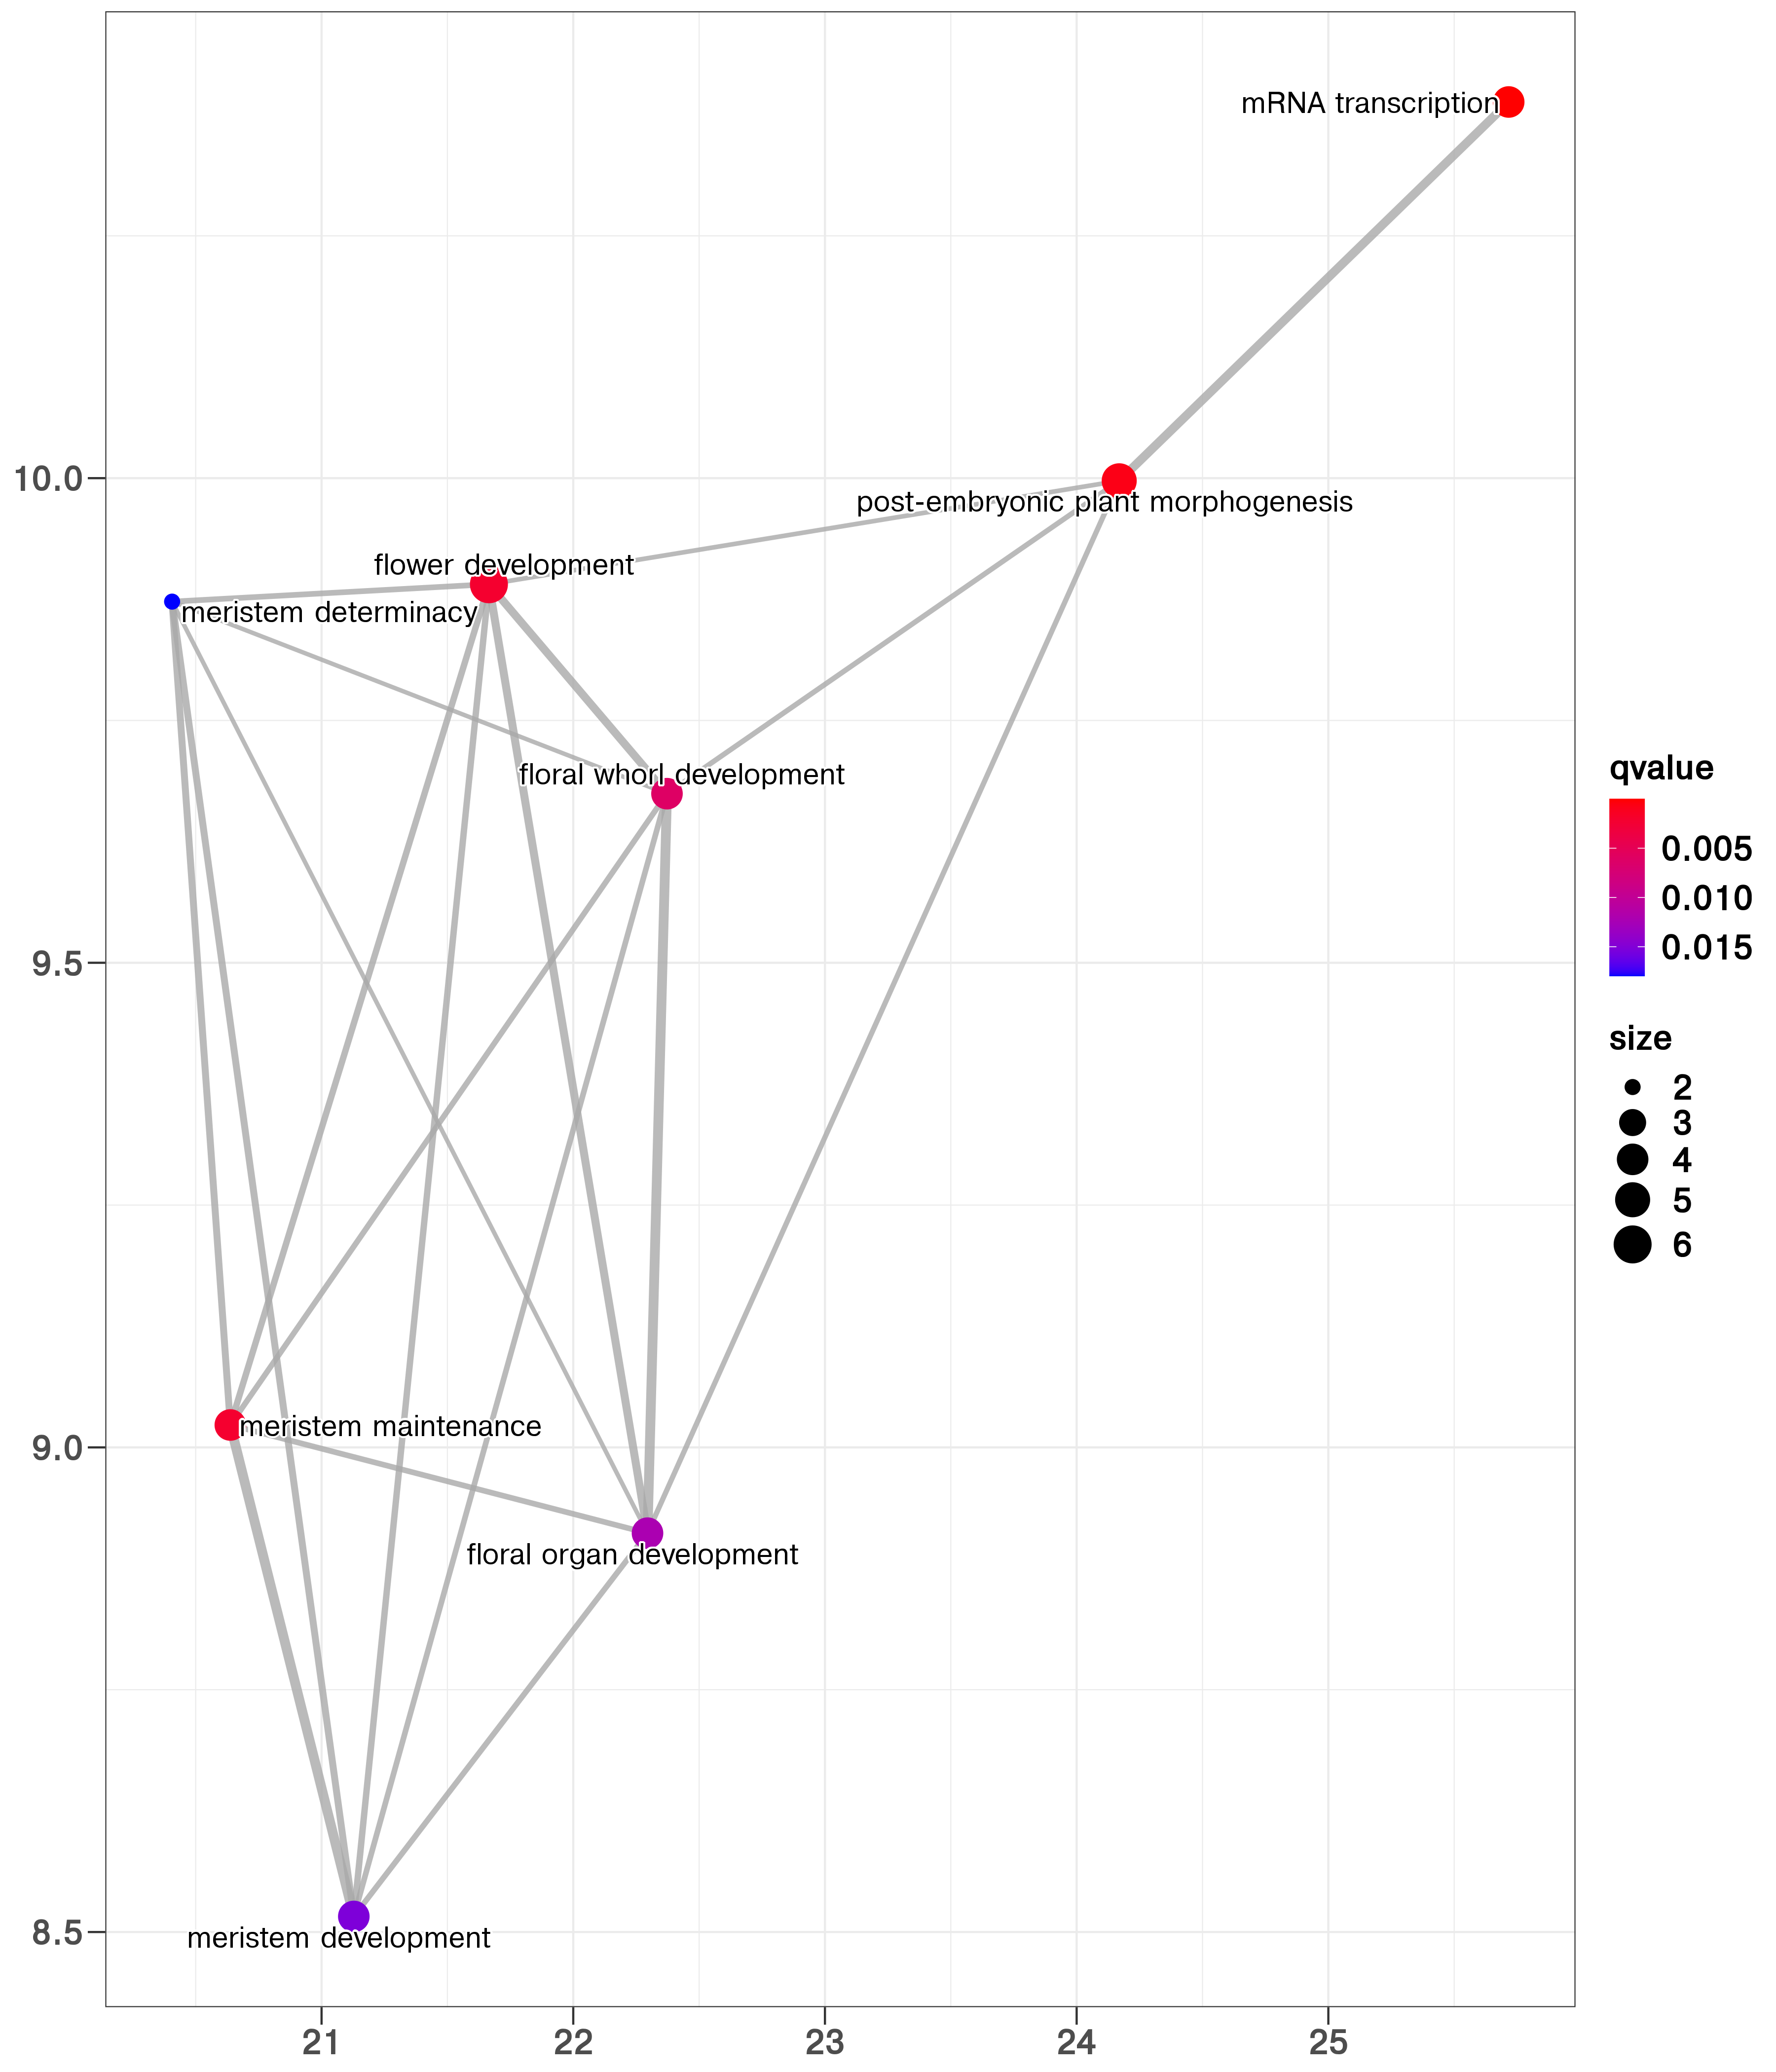 mRNA transcription
10.0
post-embryonic plant morphogenesis
flower development
meristem determinacy
floral whorl development
9.5
9.0
meristem maintenance
floral organ development
8.5
meristem development
21 22 23 24 25
qvalue
0.005
0.010
0.015
size
2
3
4
5
6